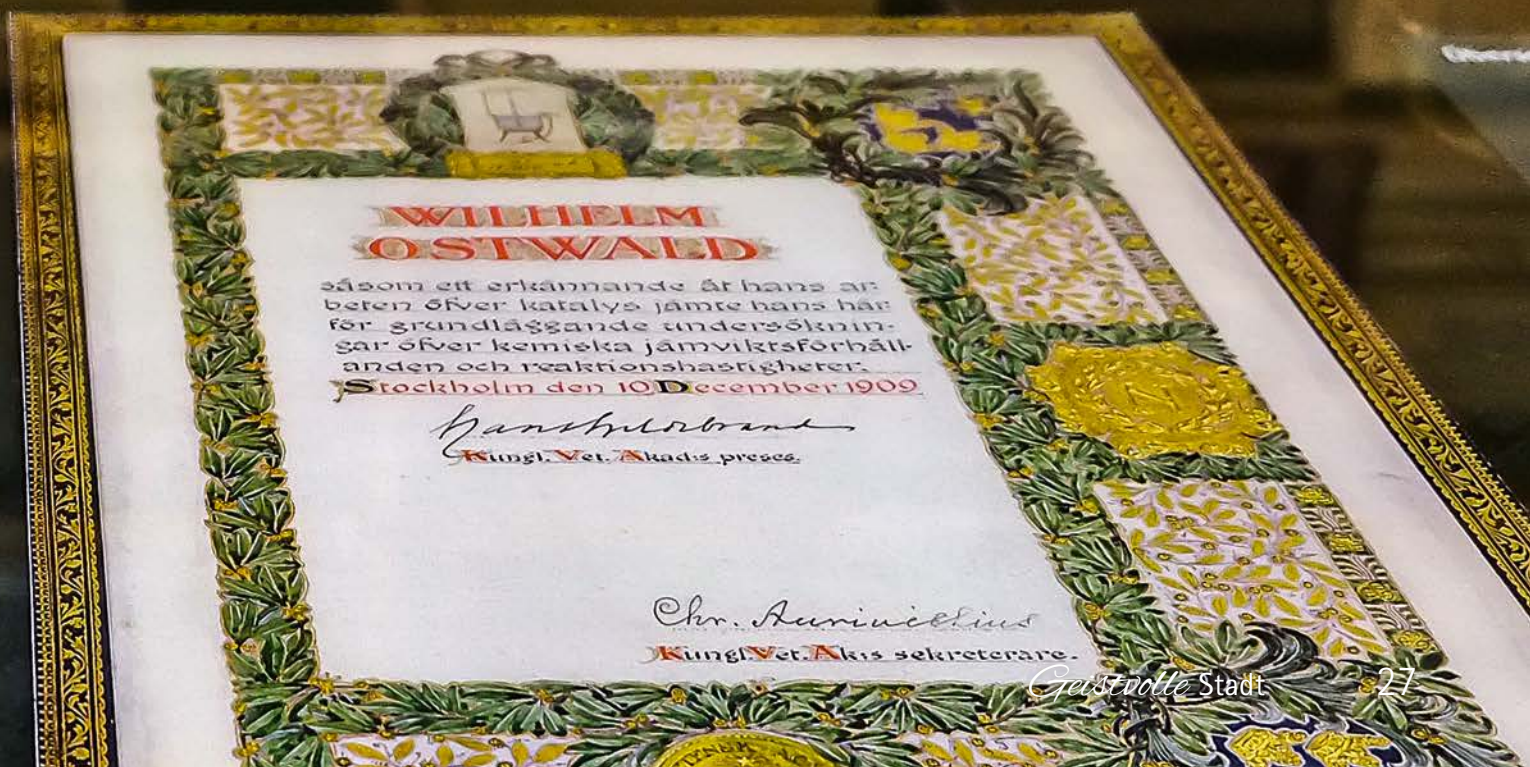 WILHELM
OSTWALD
såsom ett erkännande åt hans ar-
beten öfver katalys jämte hans här-
för grundläggande undersöknin-
gar öfver kemiska jämviktsförhåll-
anden och reaktionshastigheter.
Stockholm den 10 December 1909
Hans Hildebrand
Kungl. Vet. Akad:s preses.
Chr. Aurivillius
Kungl. Vet. Ak:s sekreterare.
Geistvolle Stadt 27